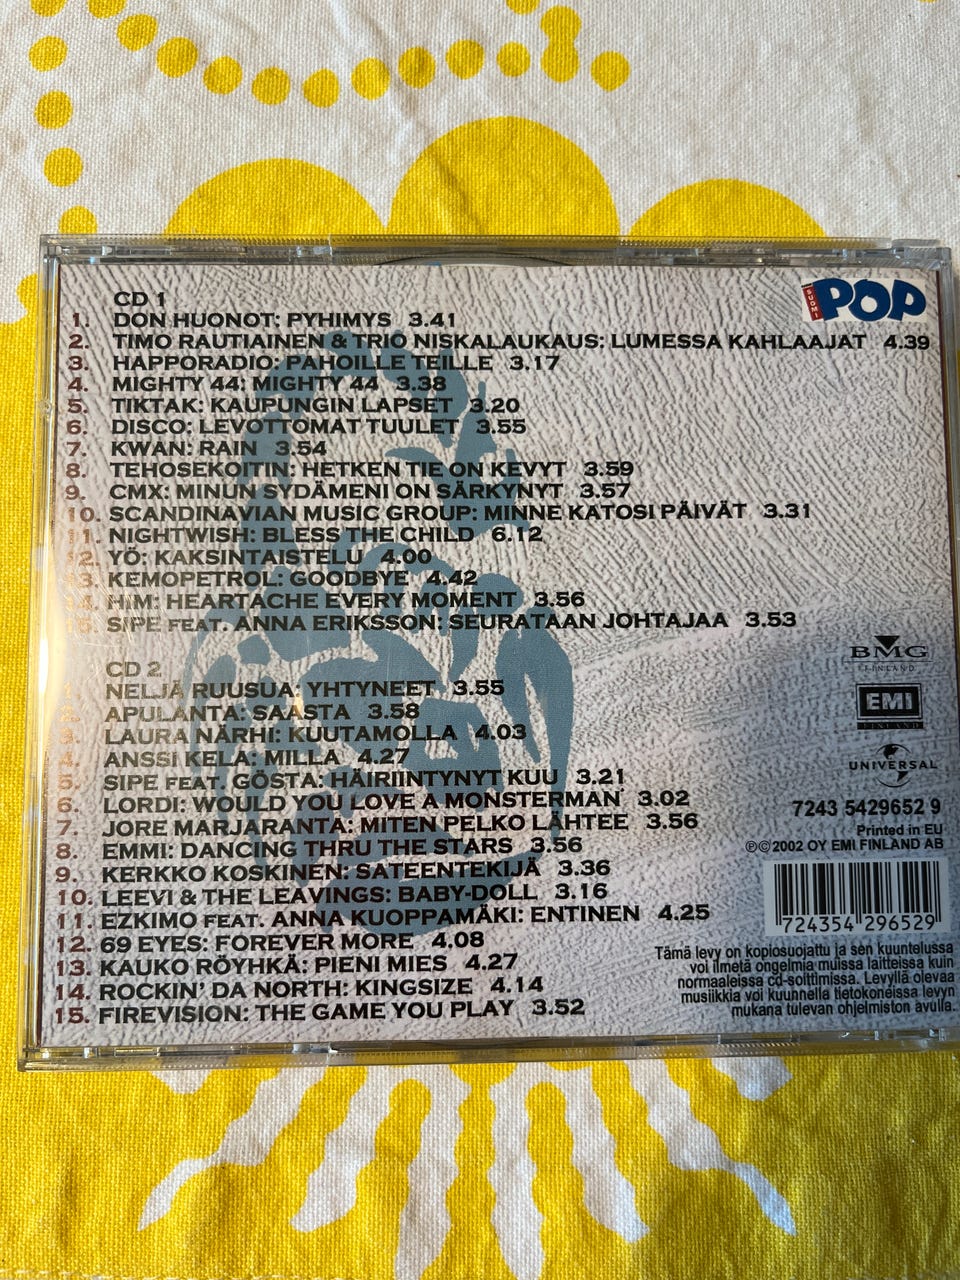 SUOMI POP
CD 1
1. DON HUONOT: PYHIMYS 3.41
2. TIMO RAUTIAINEN & TRIO NISKALAUKAUS: LUMESSA KAHLAAJAT 4.39
3. HAPPORADIO: PAHOILLE TEILLE 3.17
4. MIGHTY 44: MIGHTY 44 3.38
5. TIKTAK: KAUPUNGIN LAPSET 3.20
6. DISCO: LEVOTTOMAT TUULET 3.55
7. KWAN: RAIN 3.54
8. TEHOSEKOITIN: HETKEN TIE ON KEVYT 3.59
9. CMX: MINUN SYDÄMENI ON SÄRKYNYT 3.57
10. SCANDINAVIAN MUSIC GROUP: MINNE KATOSI PÄIVÄT 3.31
11. NIGHTWISH: BLESS THE CHILD 6.12
12. YÖ: KAKSINTAISTELU 4.00
13. KEMOPETROL: GOODBYE 4.42
14. HIM: HEARTACHE EVERY MOMENT 3.56
15. SIPE FEAT. ANNA ERIKSSON: SEURATAAN JOHTAJAA 3.53
CD 2
1. NELJÄ RUUSUA: YHTYNEET 3.55
2. APULANTA: SAASTA 3.58
3. LAURA NÄRHI: KUUTAMOLLA 4.03
4. ANSSI KELA: MILLA 4.27
5. SIPE FEAT. GÖSTA: HÄIRIINTYNYT KUU 3.21
6. LORDI: WOULD YOU LOVE A MONSTERMAN 3.02
7. JORE MARJARANTA: MITEN PELKO LÄHTEE 3.56
8. EMMI: DANCING THRU THE STARS 3.56
9. KERKKO KOSKINEN: SATEENTEKIJÄ 3.36
10. LEEVI & THE LEAVINGS: BABY-DOLL 3.16
11. EZKIMO FEAT. ANNA KUOPPAMÄKI: ENTINEN 4.25
12. 69 EYES: FOREVER MORE 4.08
13. KAUKO RÖYHKÄ: PIENI MIES 4.27
14. ROCKIN' DA NORTH: KINGSIZE 4.14
15. FIREVISION: THE GAME YOU PLAY 3.52
BMG
FINLAND
EMI
FINLAND
UNIVERSAL
7243 5429652 9
Printed in EU
℗©2002 OY EMI FINLAND AB
724354 296529
Tämä levy on kopiosuojattu ja sen kuuntelussa
voi ilmetä ongelmia muissa laitteissa kuin
normaaleissa cd-soittimissa. Levyllä olevaa
musiikkia voi kuunnella tietokoneissa levyn
mukana tulevan ohjelmiston avulla.